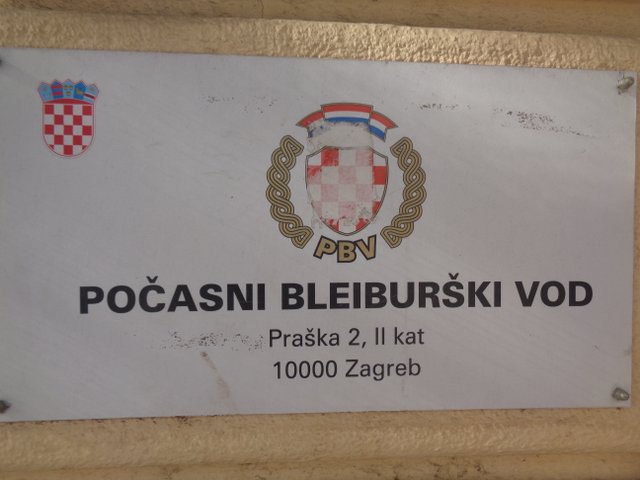 PBV
POČASNI BLEIBURŠKI VOD
Praška 2, II kat
10000 Zagreb